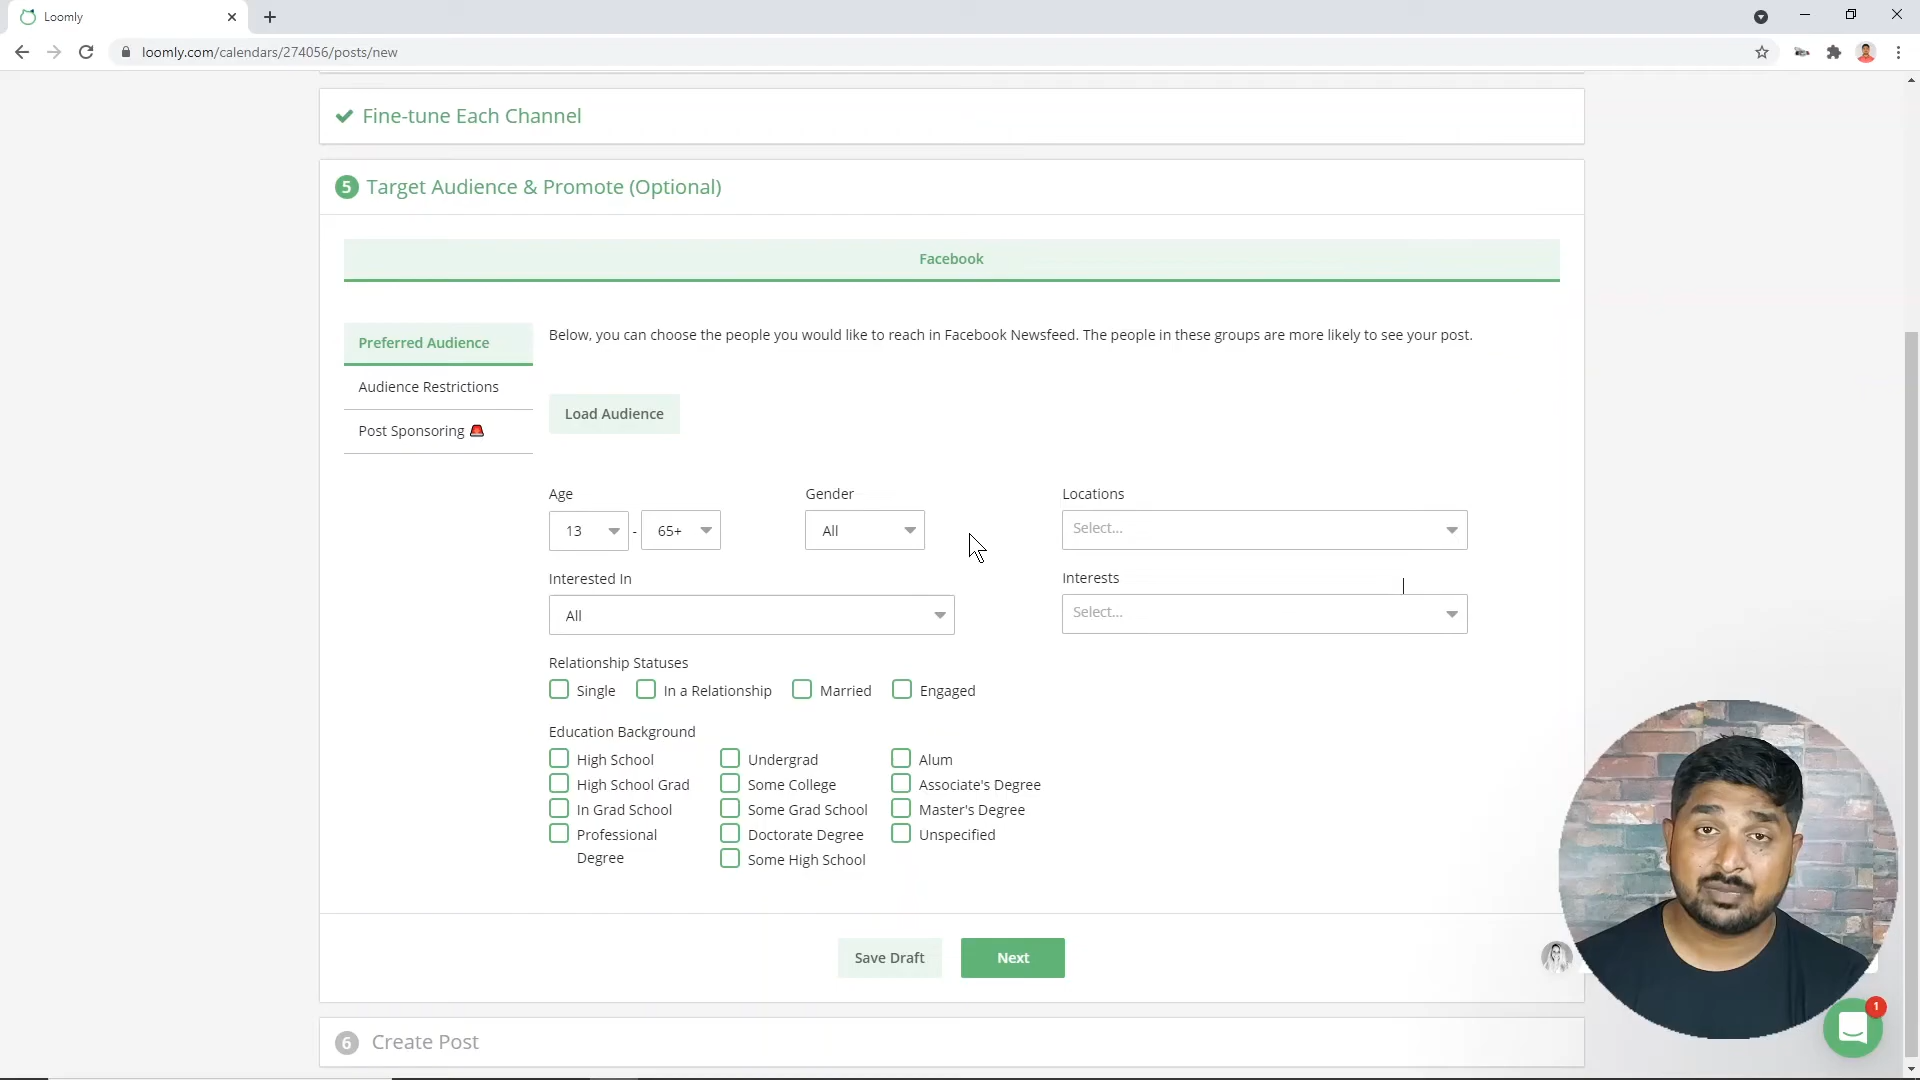 Loomly
loomly.com/calendars/274056/posts/new
Fine-tune Each Channel
5 Target Audience & Promote (Optional)
Facebook
Preferred Audience
Audience Restrictions
Post Sponsoring
Below, you can choose the people you would like to reach in Facebook Newsfeed. The people in these groups are more likely to see your post.
Load Audience
Age
13 - 65+
Gender
All
Locations
Select...
Interested In
All
Interests
Select...
Relationship Statuses
Single In a Relationship Married Engaged
Education Background
High School Undergrad Alum
High School Grad Some College Associate's Degree
In Grad School Some Grad School Master's Degree
Professional Degree Doctorate Degree Unspecified
Some High School
Save Draft Next
1
6 Create Post